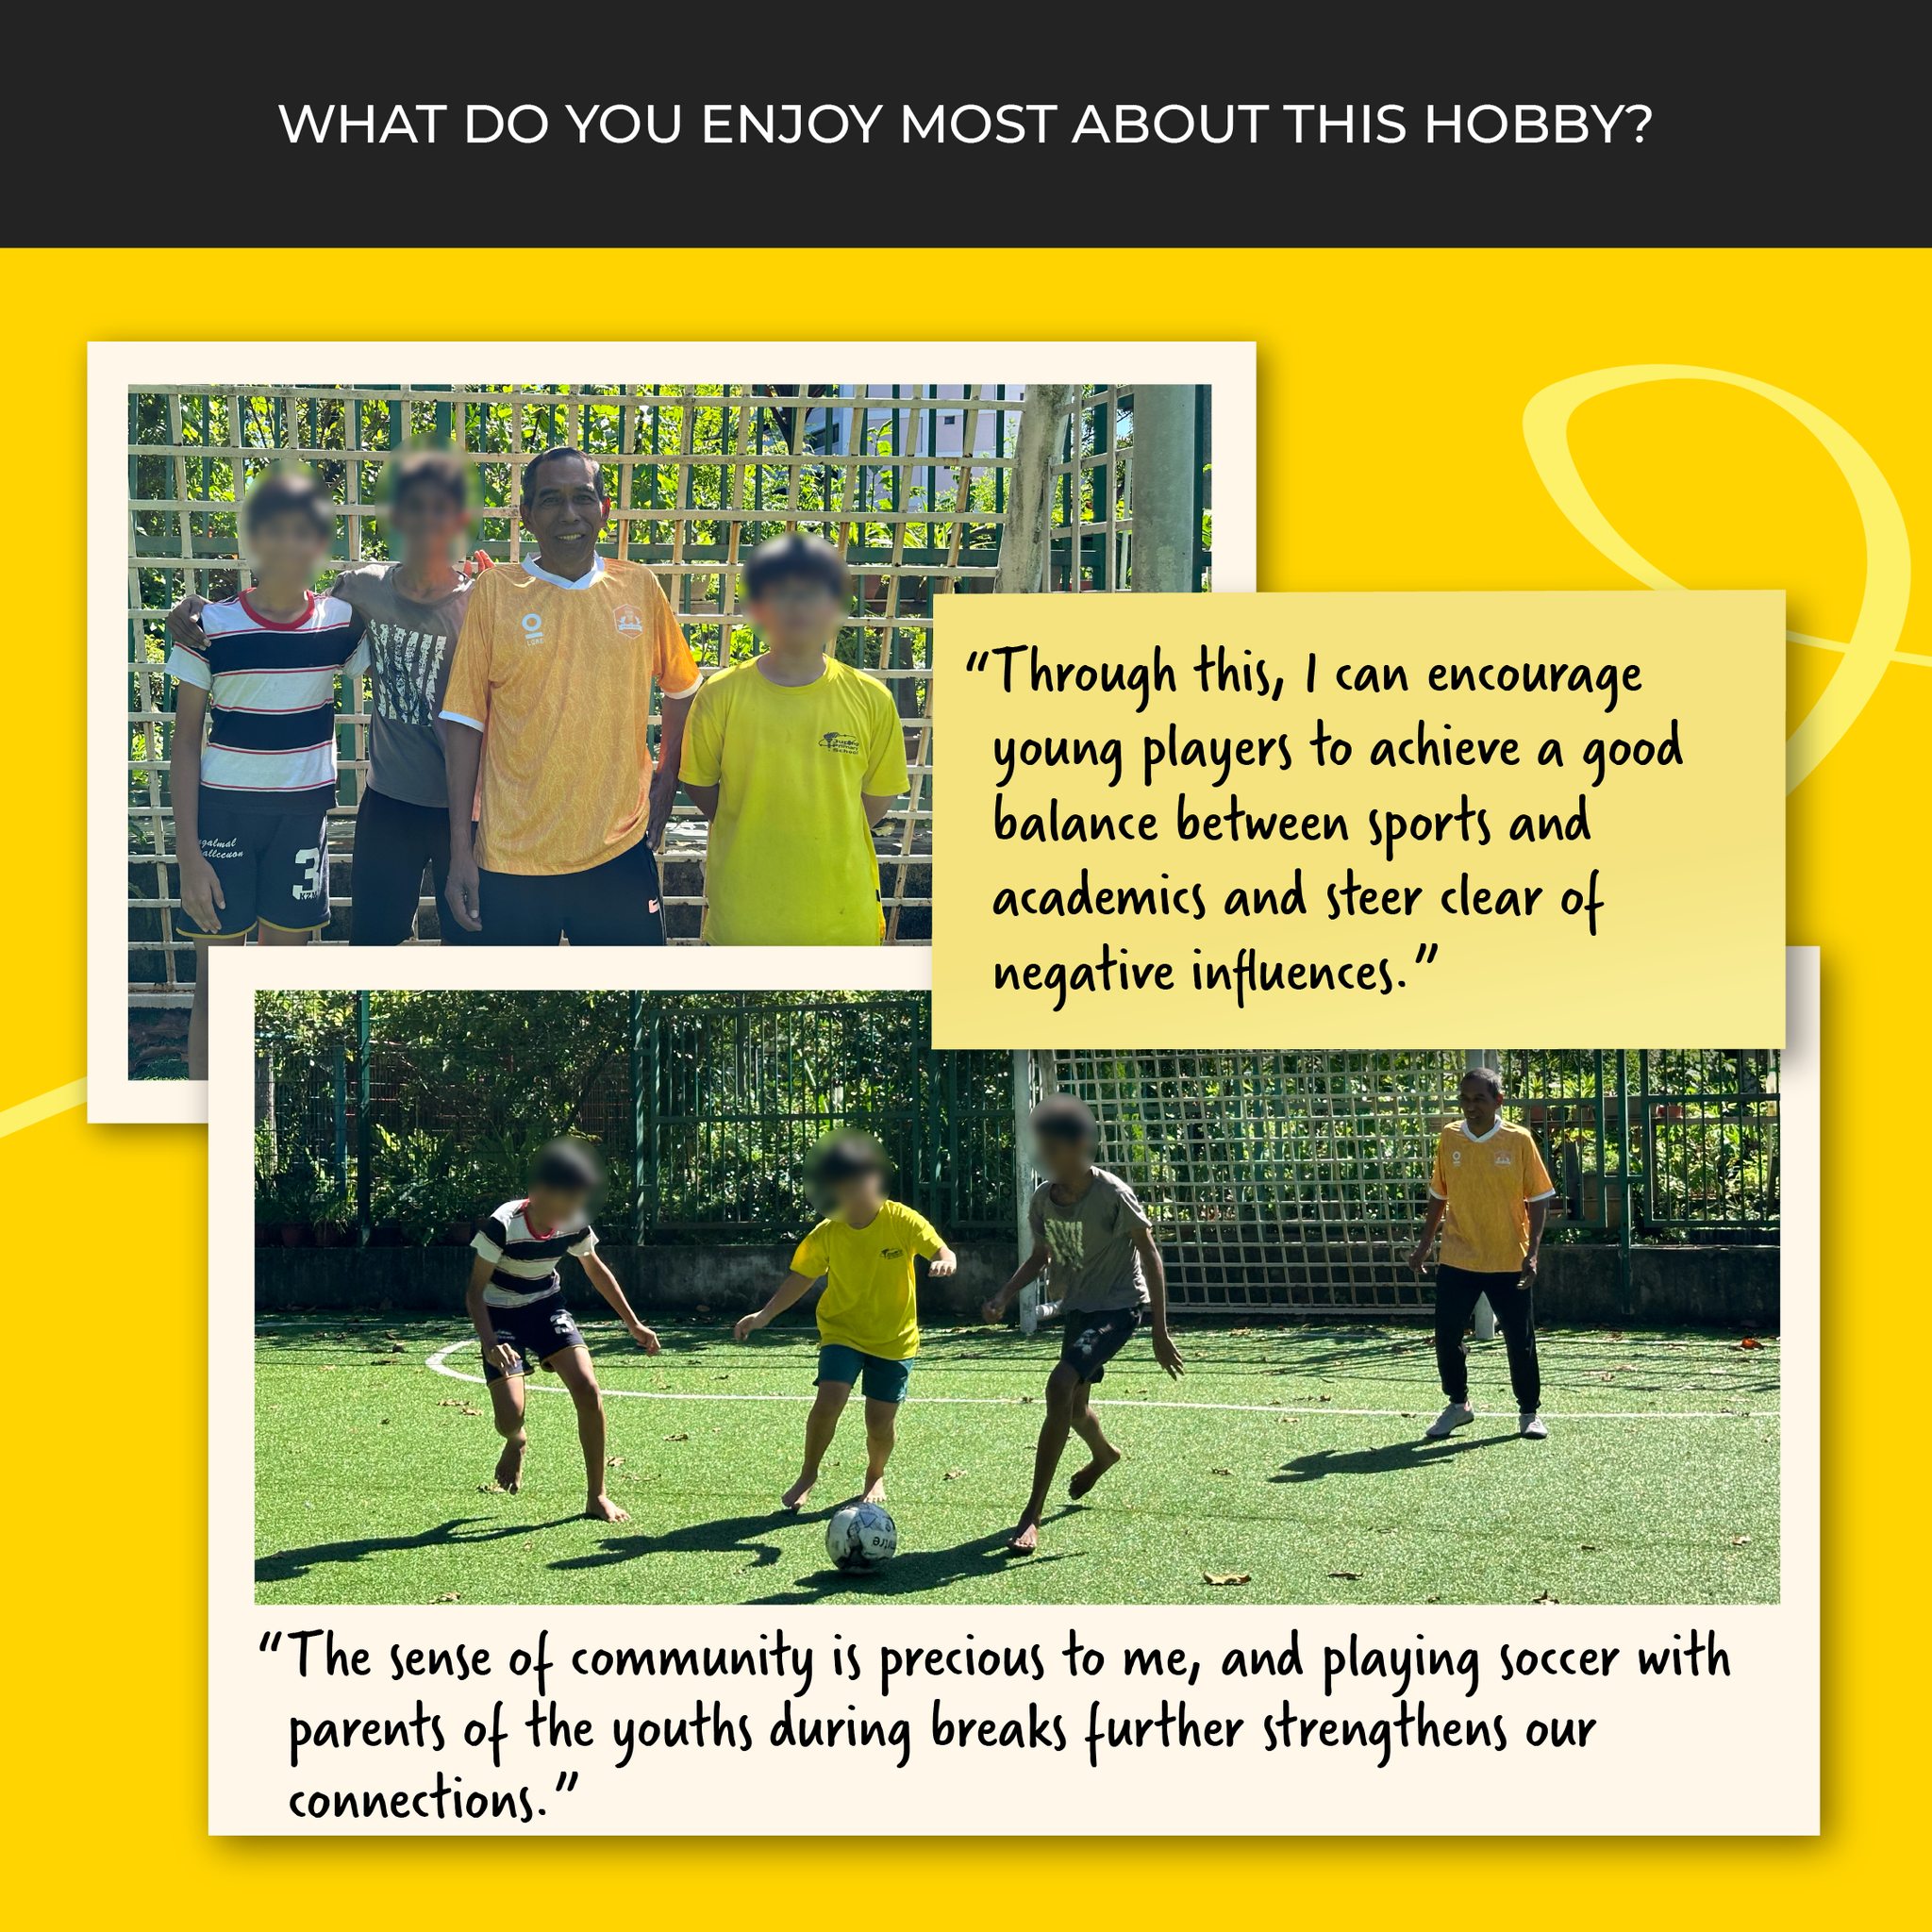 WHAT DO YOU ENJOY MOST ABOUT THIS HOBBY?
“Through this, I can encourage
young players to achieve a good
balance between sports and
academics and steer clear of
negative influences.”
3
“The sense of community is precious to me, and playing soccer with
parents of the youths during breaks further strengthens our
connections.”